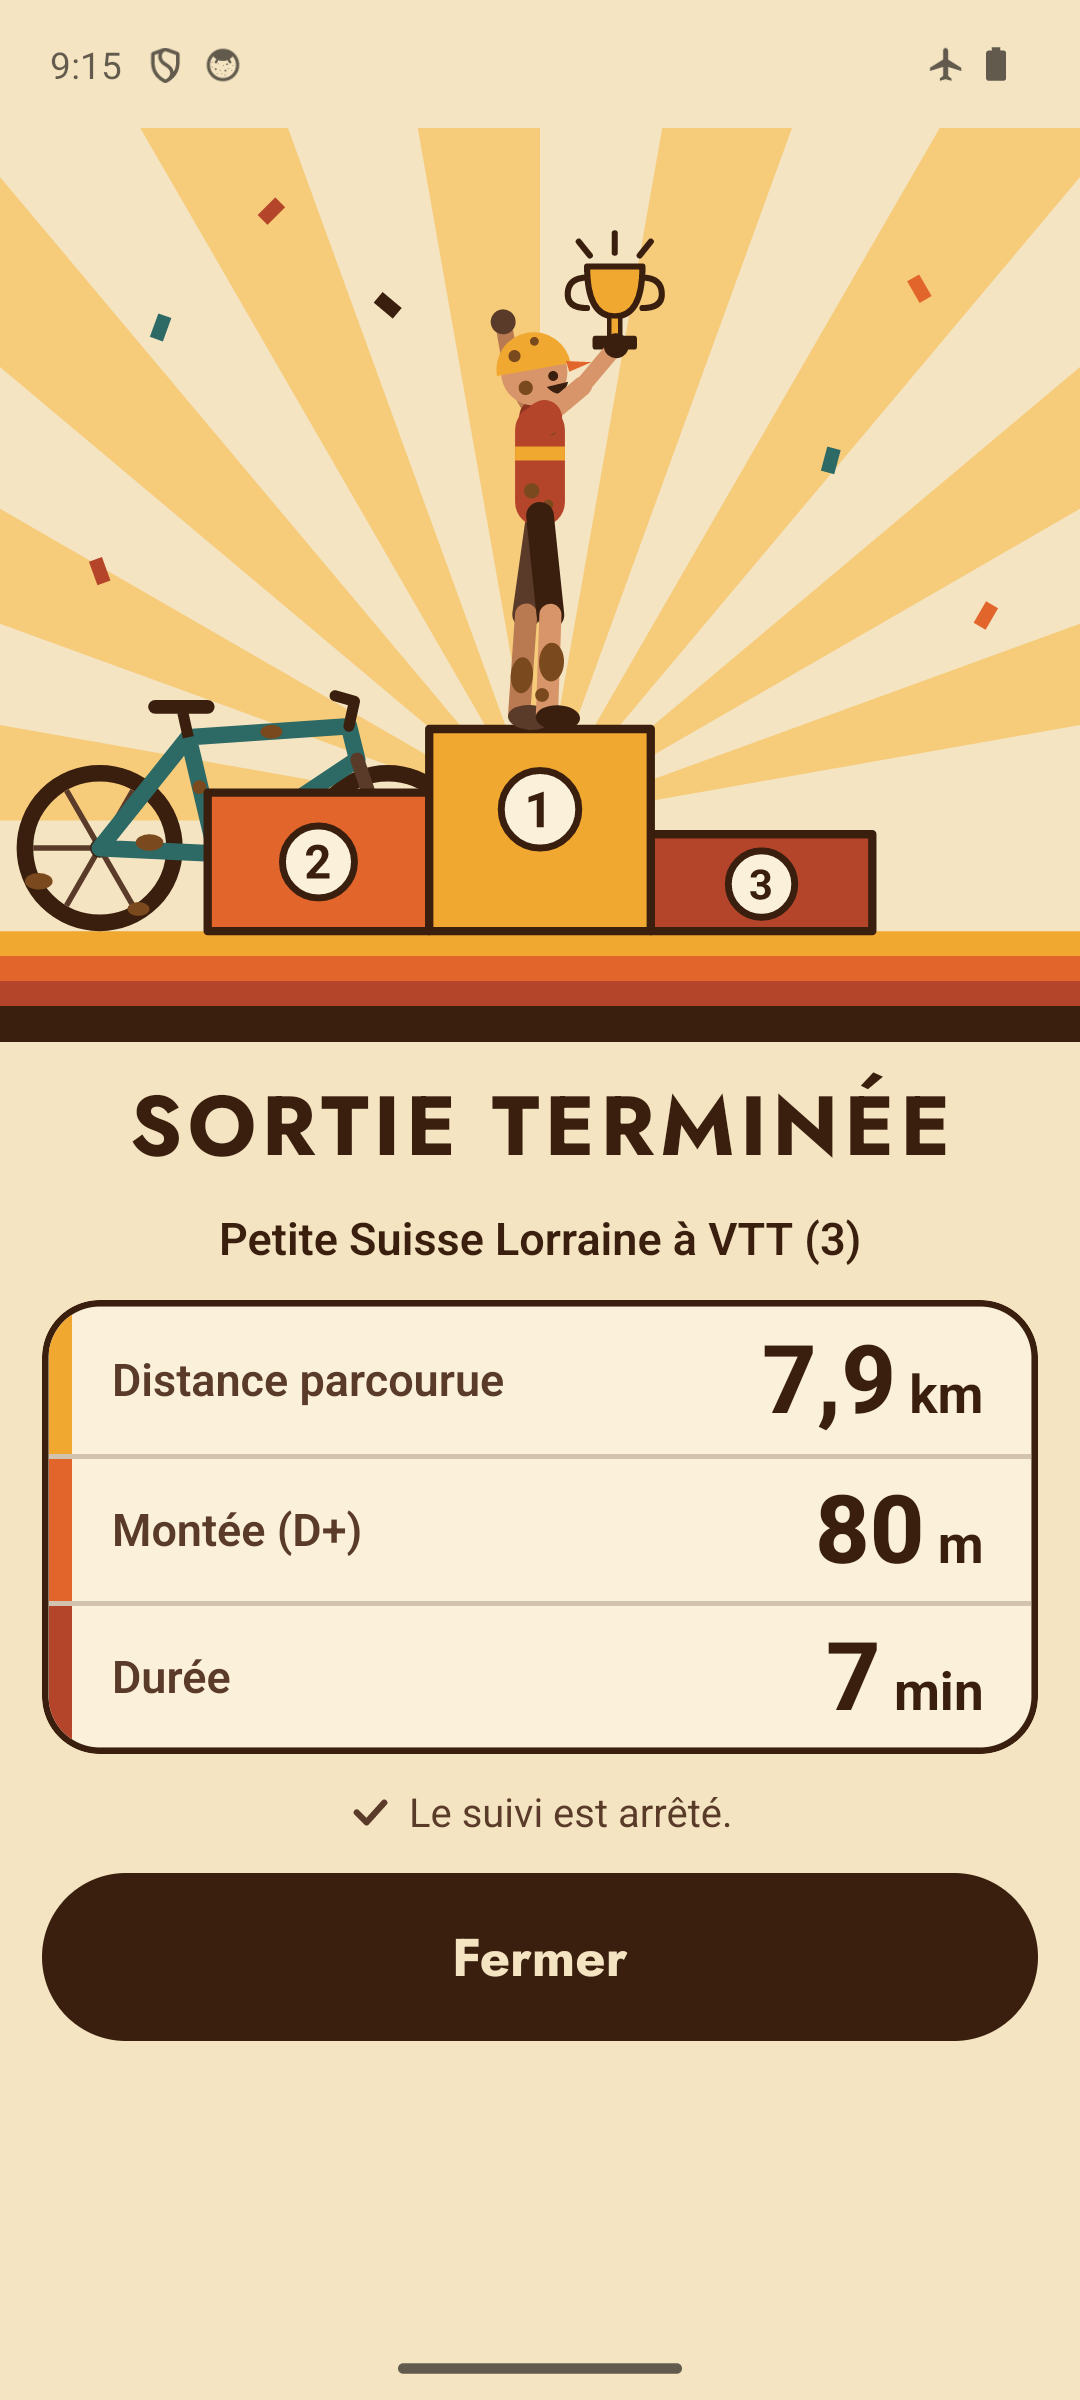 9:15
1
2
3
SORTIE TERMINÉE
Petite Suisse Lorraine à VTT (3)
Distance parcourue 7,9 km
Montée (D+) 80 m
Durée 7 min
Le suivi est arrêté.
Fermer